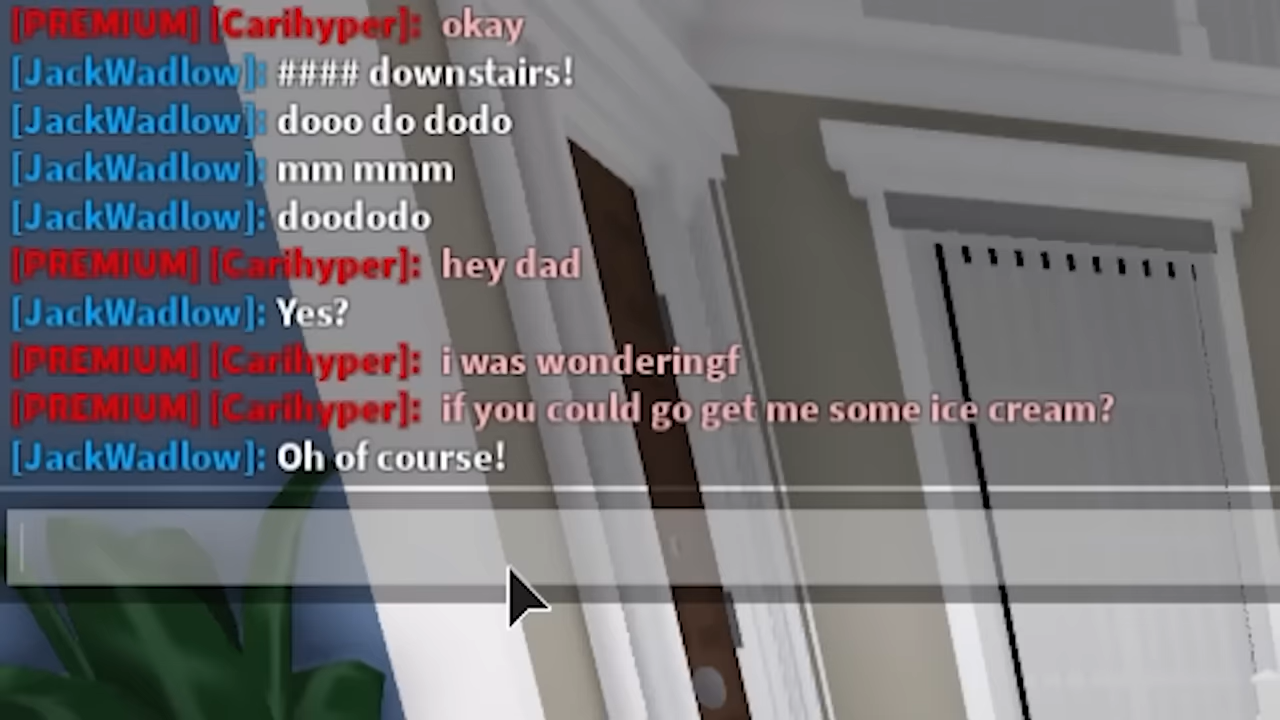 [PREMIUM] [Carihyper]: okay
[JackWadlow]: #### downstairs!
[JackWadlow]: dooo do dodo
[JackWadlow]: mm mmm
[JackWadlow]: doododo
[PREMIUM] [Carihyper]: hey dad
[JackWadlow]: Yes?
[PREMIUM] [Carihyper]: i was wonderingf
[PREMIUM] [Carihyper]: if you could go get me some ice cream?
[JackWadlow]: Oh of course!